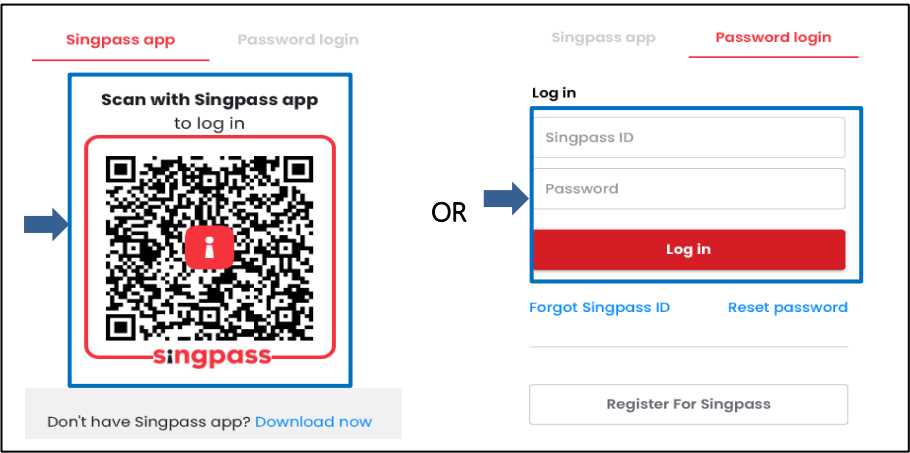 Singpass app Password login
Scan with Singpass app
to log in
singpass
Don't have Singpass app? Download now
OR
Singpass app Password login
Log in
Singpass ID
Password
Log in
Forgot Singpass ID Reset password
Register For Singpass